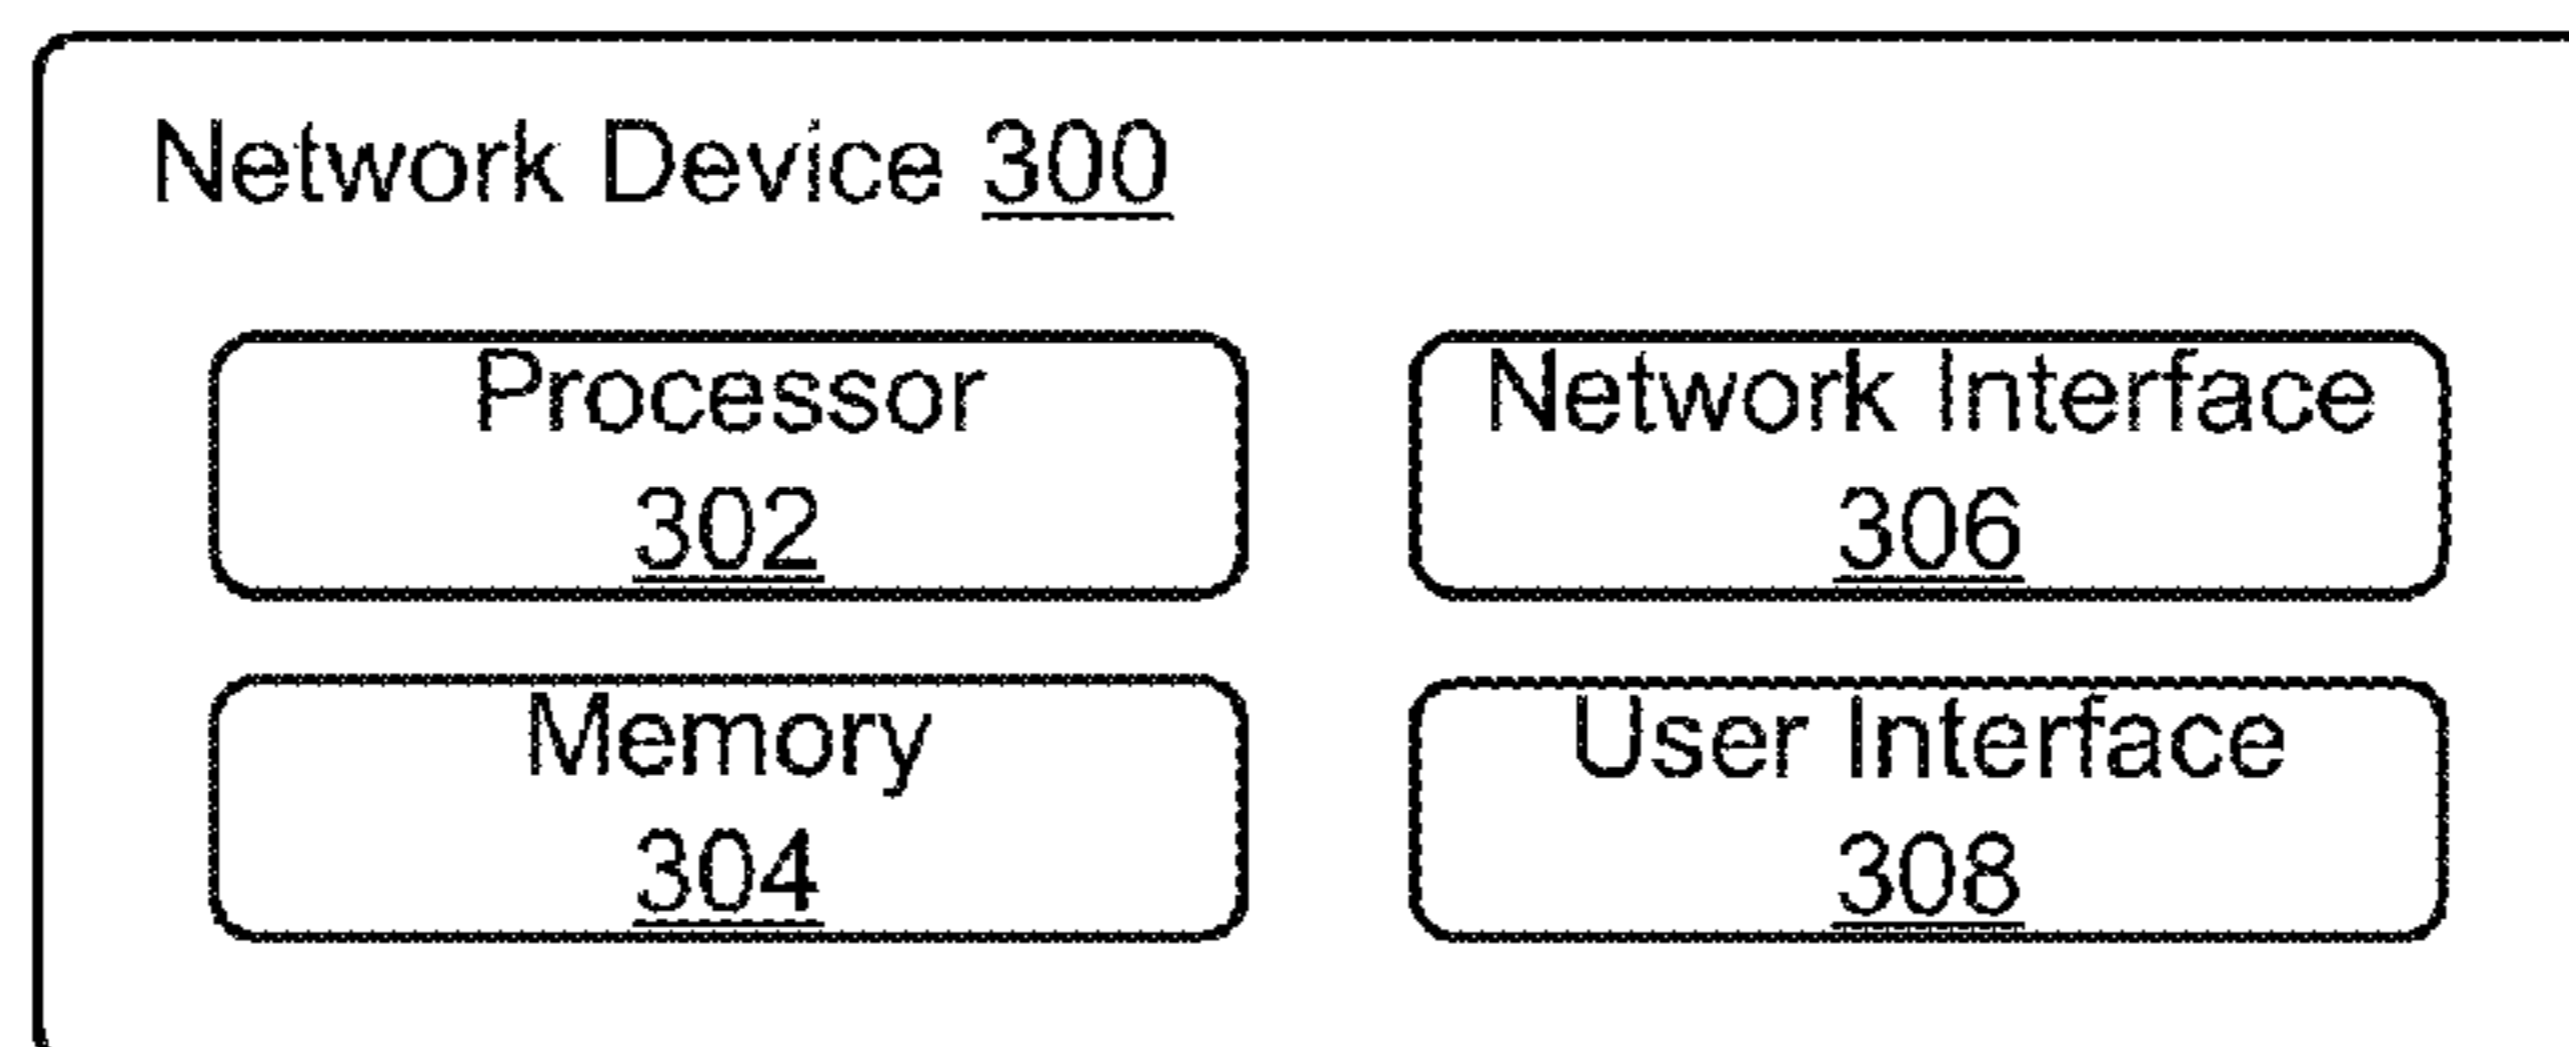 Network Device 300
Processor
302
Network Interface
306
Memory
304
User Interface
308